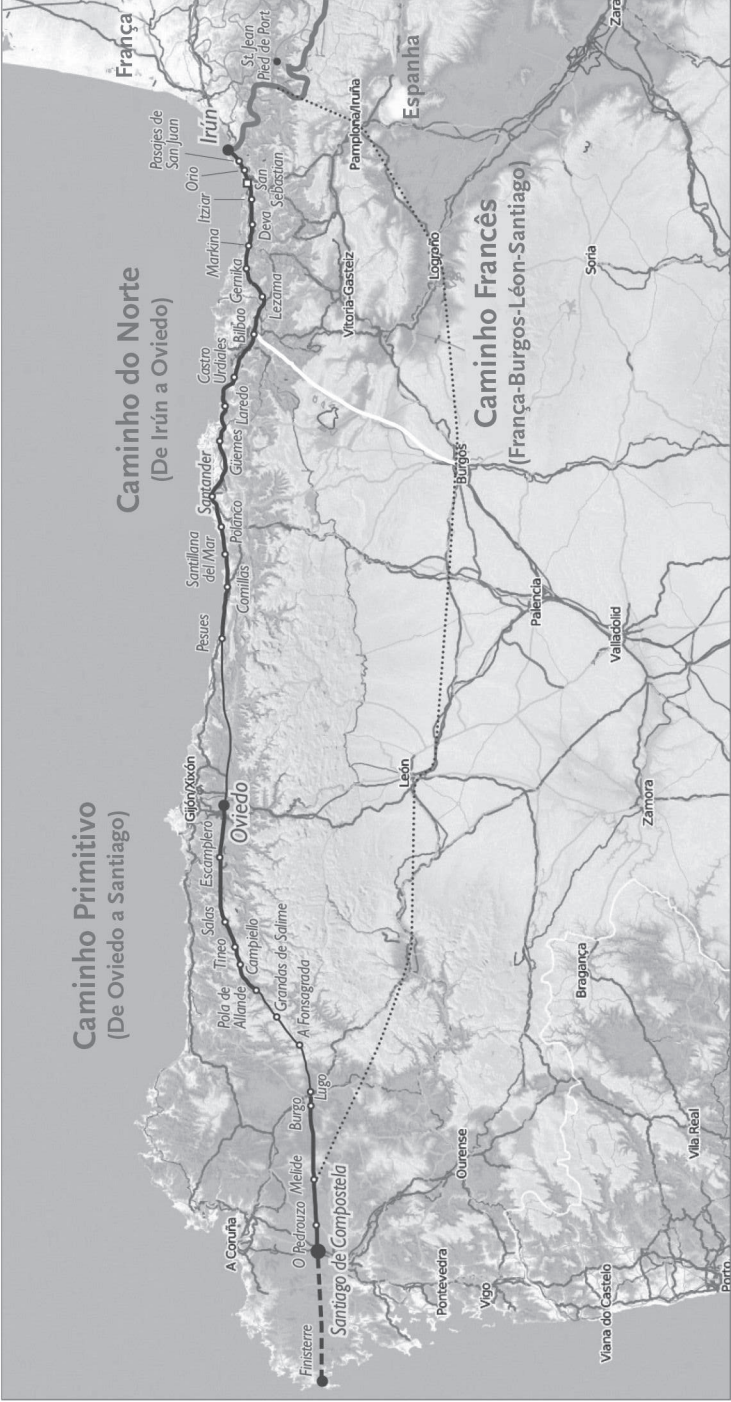 Caminho Primitivo
(De Oviedo a Santiago)
Caminho do Norte
(De Irún a Oviedo)
França
St. Jean
Pied de Port
Irún
Pasajes de
San Juan
Orio
San
Sebastian
Itziar
Deva
Markina
Gernika
Lezama
Bilbao
Castro
Urdiales
Laredo
Güemes
Santander
Polanco
Santillana
del Mar
Comillas
Pesues
Gijón/Xixón
Oviedo
Escamplero
Salas
Tineo
Campiello
Pola de
Allande
Grandas de Salime
A Fonsagrada
Lugo
Burgo
Melide
O Pedrouzo
Santiago de Compostela
Finisterre
A Coruña
Pamplona/Iruña
Espanha
Vitoria-Gasteiz
Logroño
Caminho Francês
(França-Burgos-Léon-Santiago)
Burgos
Soria
Zara
León
Palencia
Valladolid
Zamora
Bragança
Ourense
Pontevedra
Vigo
Vila Real
Viana do Castelo
Porto